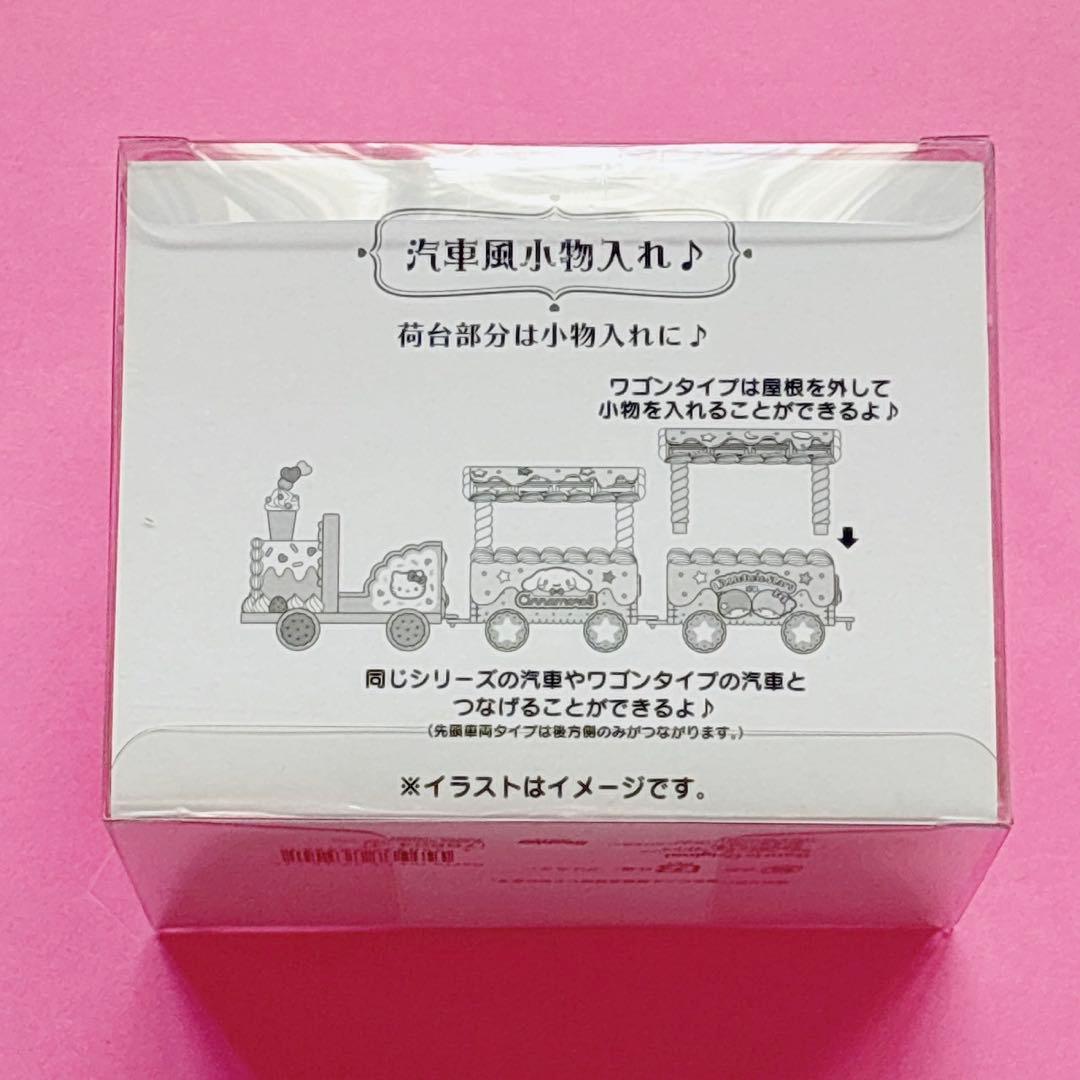 汽車風小物入れ♪
荷台部分は小物入れに♪
ワゴンタイプは屋根を外して
小物を入れることができるよ♪
Cinnamoroll
同じシリーズの汽車やワゴンタイプの汽車と
つなげることができるよ♪
(先頭車両タイプは後方側のみがつながります。)
※イラストはイメージです。